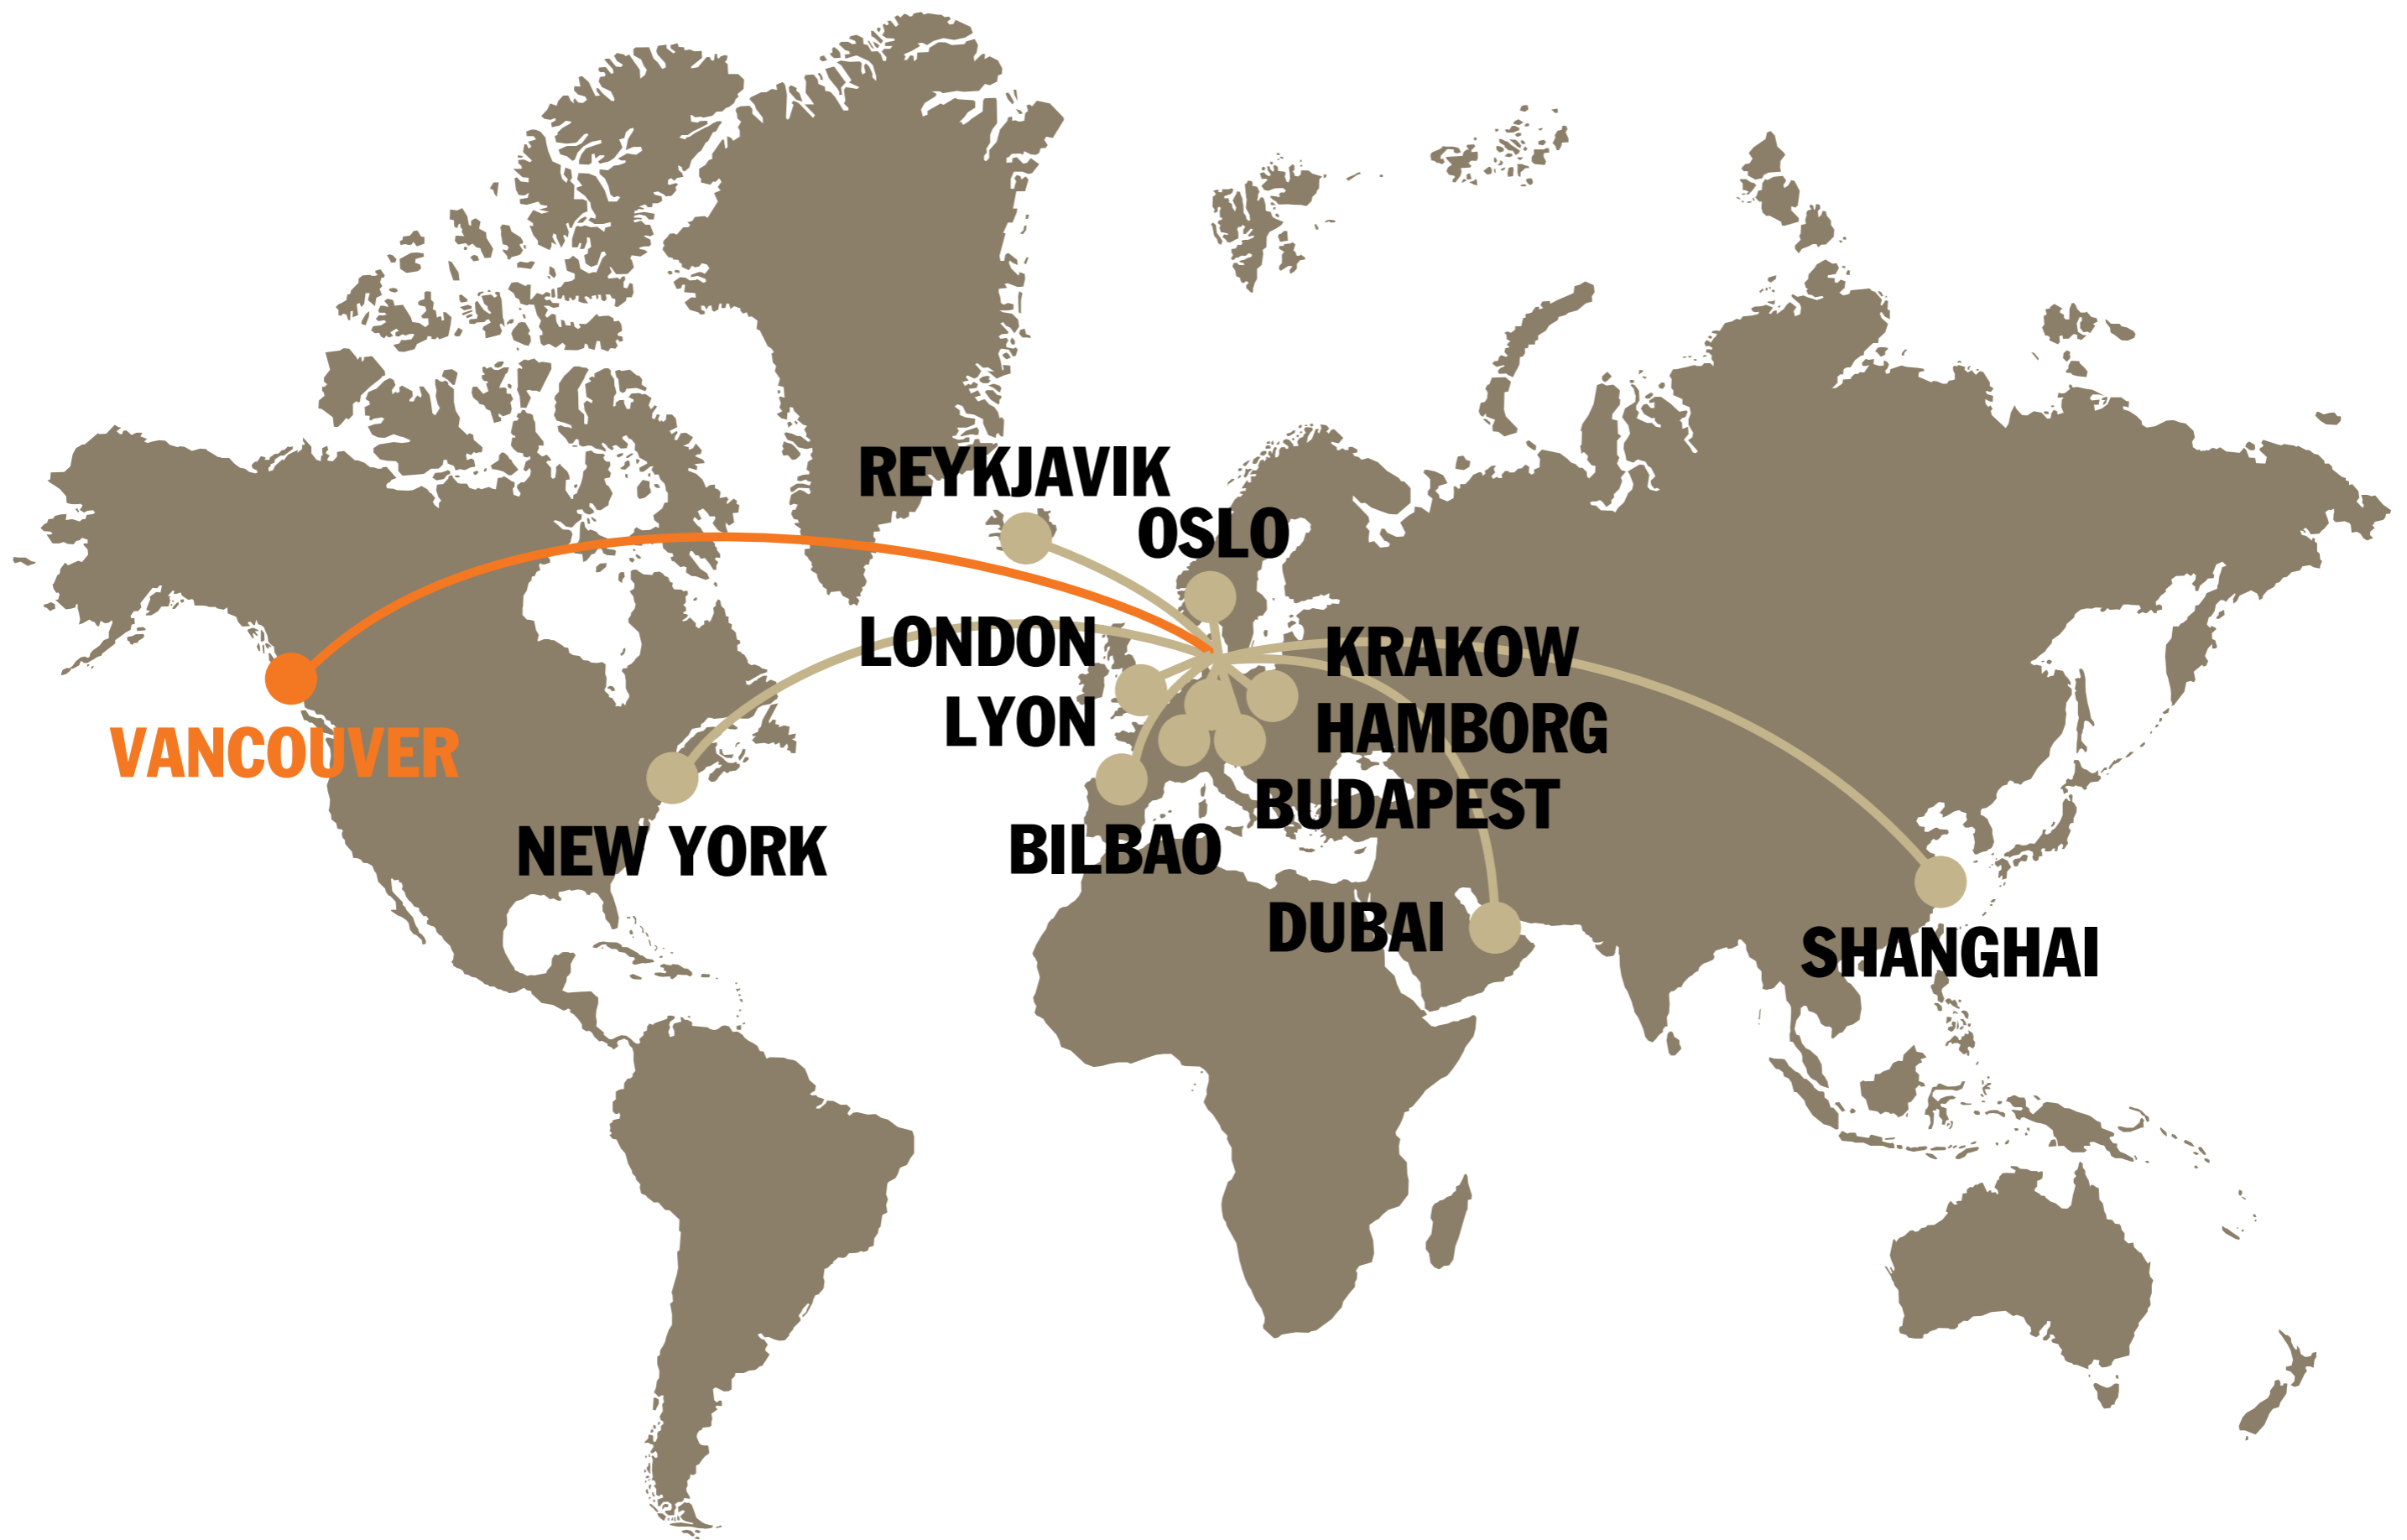 REYKJAVIK
OSLO
LONDON
KRAKOW
LYON
HAMBORG
VANCOUVER
BUDAPEST
NEW YORK
BILBAO
DUBAI
SHANGHAI